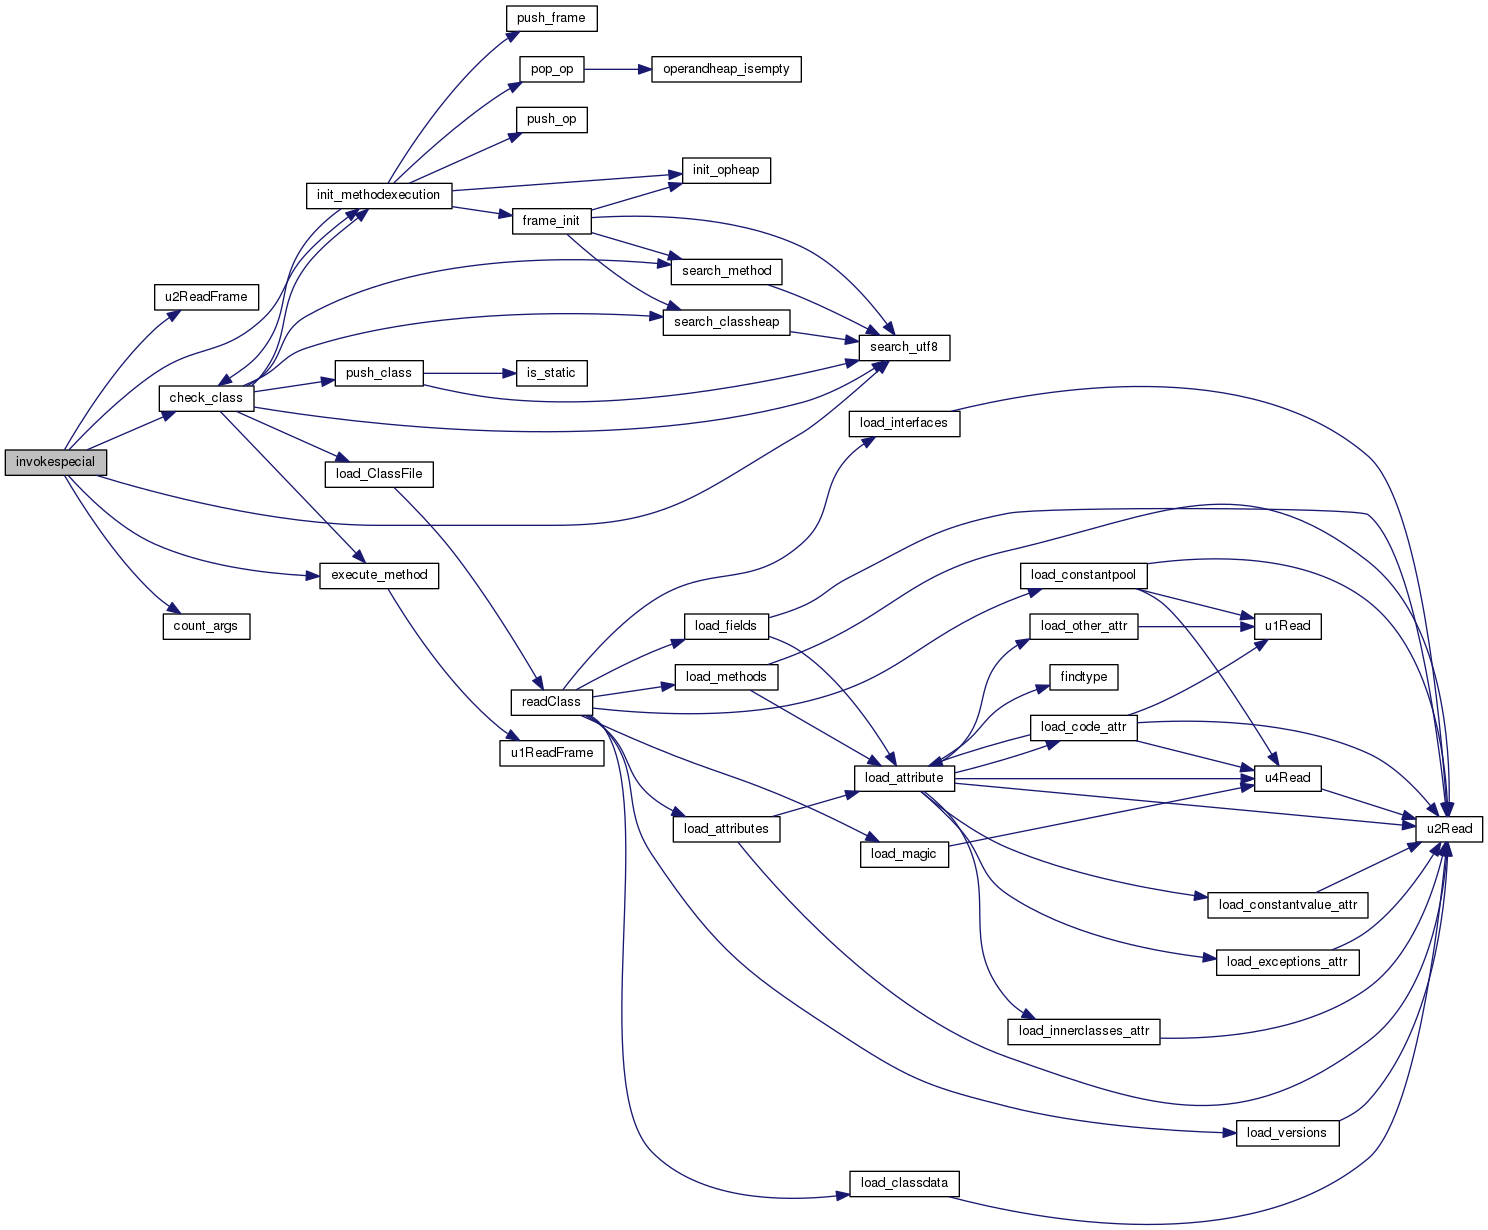 push_frame
pop_op
operandheap_isempty
push_op
init_opheap
init_methodexecution
frame_init
search_method
u2ReadFrame
search_classheap
search_utf8
push_class
is_static
check_class
load_interfaces
invokespecial
load_ClassFile
execute_method
load_constantpool
count_args
load_fields
load_other_attr
u1Read
load_methods
findtype
readClass
load_code_attr
u1ReadFrame
load_attribute
u4Read
load_attributes
u2Read
load_magic
load_constantvalue_attr
load_exceptions_attr
load_innerclasses_attr
load_versions
load_classdata